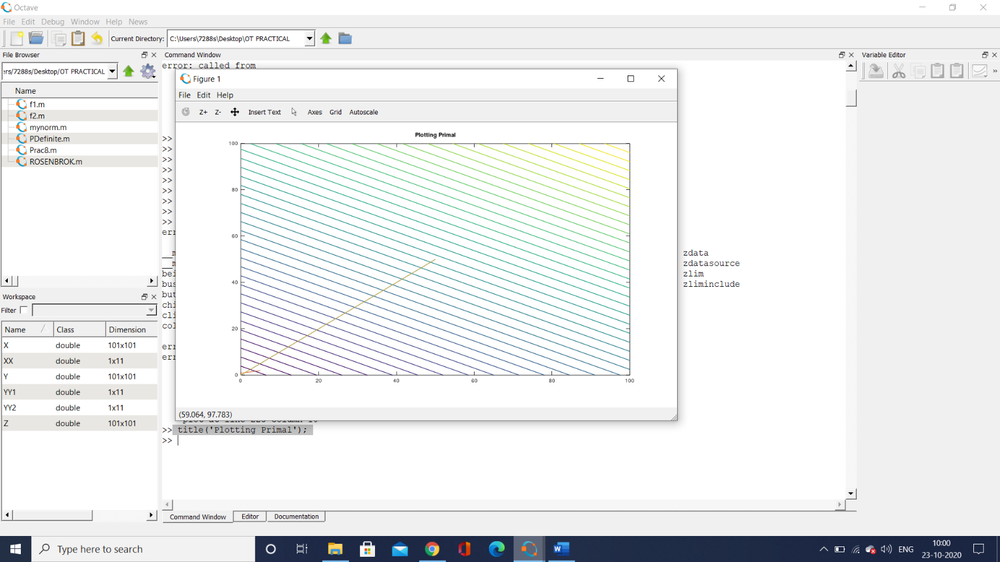 Octave
File Edit Debug Window Help News
Current Directory: C:\Users\7288s\Desktop\OT PRACTICAL
File Browser
rs/7288s/Desktop/OT PRACTICAL
Name
f1.m
f2.m
mynorm.m
PDefinite.m
Prac8.m
ROSENBROK.m
Workspace
Filter
Name Class Dimension
X double 101x101
XX double 1x11
Y double 101x101
YY1 double 1x11
YY2 double 1x11
Z double 101x101
Command Window
error: called from
>>
>>
>>
>>
>>
>>
>>
>>
>>
err
__m
__m
bei
bus
but
chi
cli
col
err
err
zdata
zdatasource
zlim
zliminclude
>> title('Plotting Primal');
>>
Figure 1
File Edit Help
Z+ Z- Insert Text Axes Grid Autoscale
Plotting Primal
100
80
60
40
20
0
0 20 40 60 80 100
(59.064, 97.783)
Command Window Editor Documentation
Variable Editor
»
Type here to search
W
ENG
10:00
23-10-2020